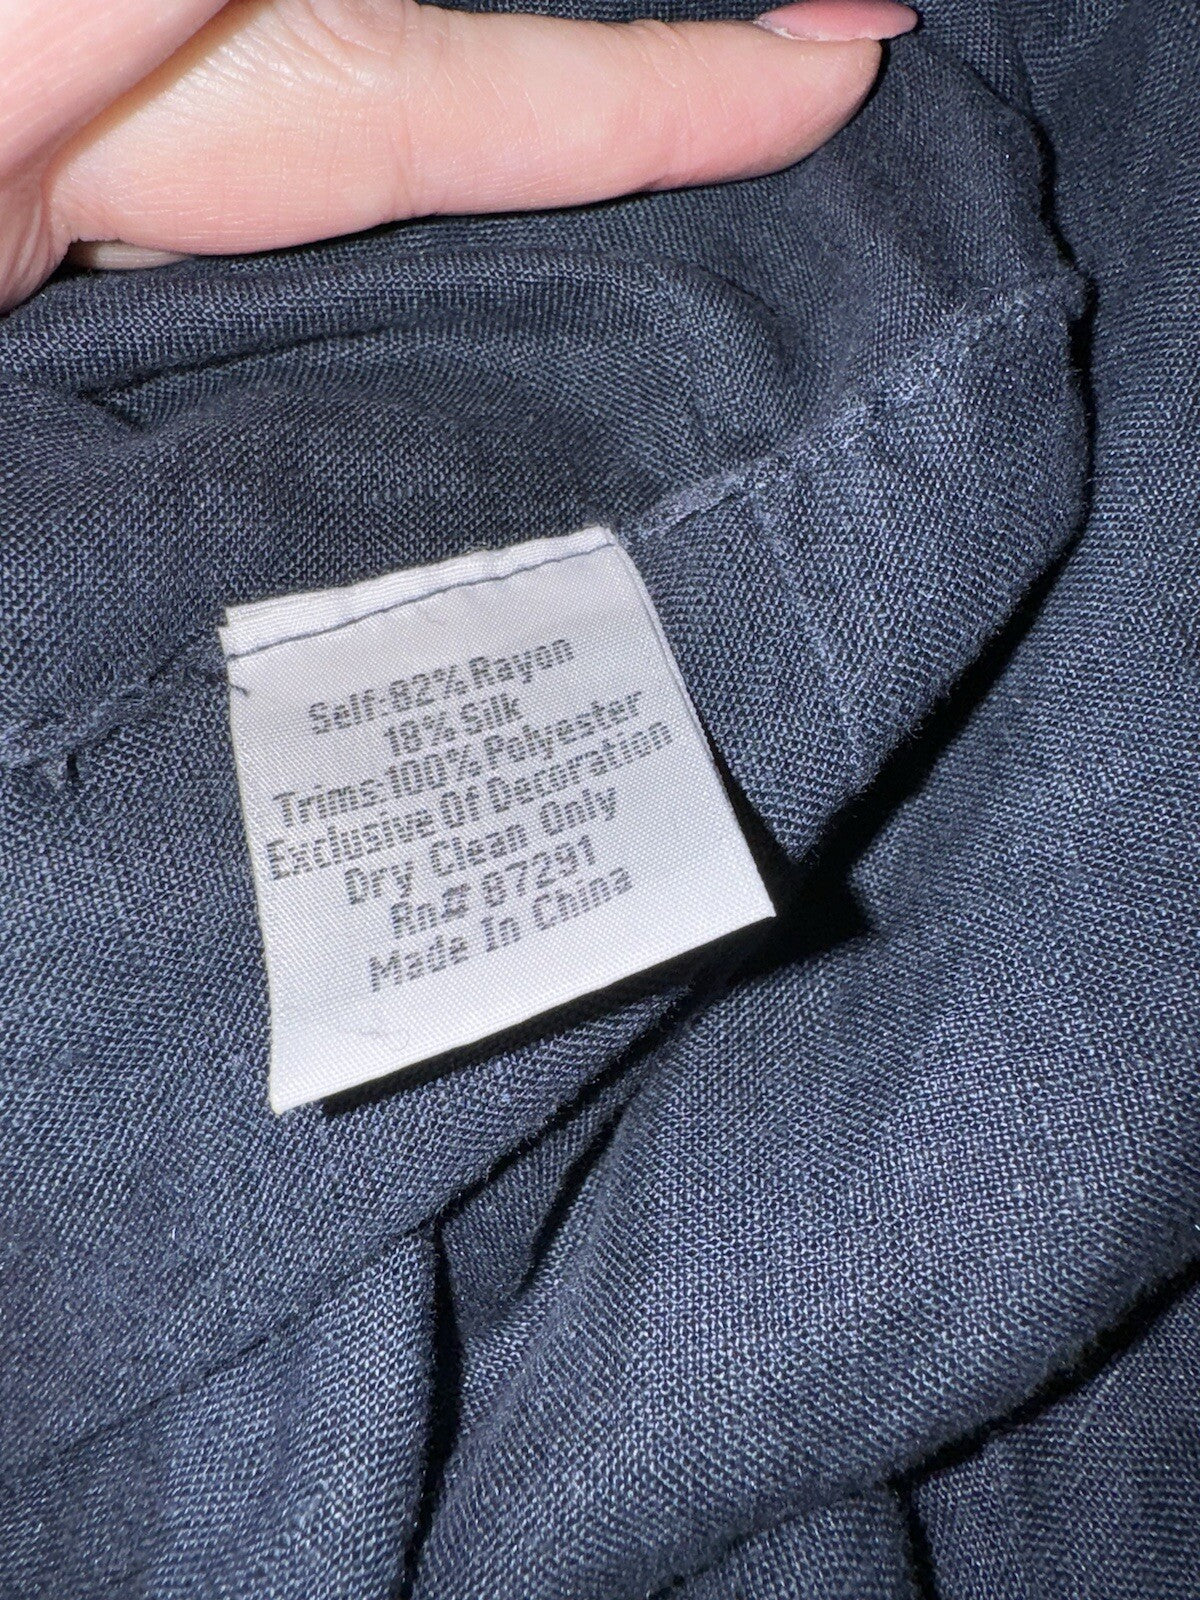 Self-82% Rayon
18% Silk
Trims:100% Polyester
Exclusive Of Decoration
Dry Clean Only
Rn# 87291
Made In China